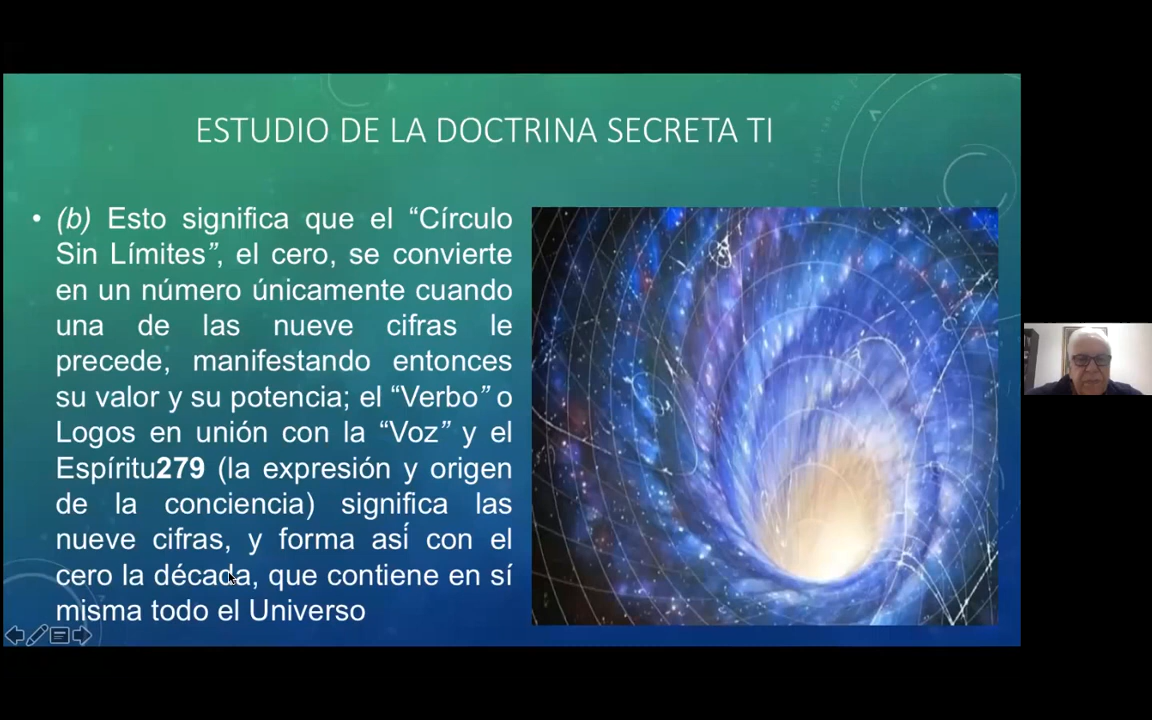 ESTUDIO DE LA DOCTRINA SECRETA TI
• (b) Esto significa que el “Círculo
Sin Límites”, el cero, se convierte
en un número únicamente cuando
una de las nueve cifras le
precede, manifestando entonces
su valor y su potencia; el “Verbo” o
Logos en unión con la “Voz” y el
Espíritu279 (la expresión y origen
de la conciencia) significa las
nueve cifras, y forma así con el
cero la década, que contiene en sí
misma todo el Universo